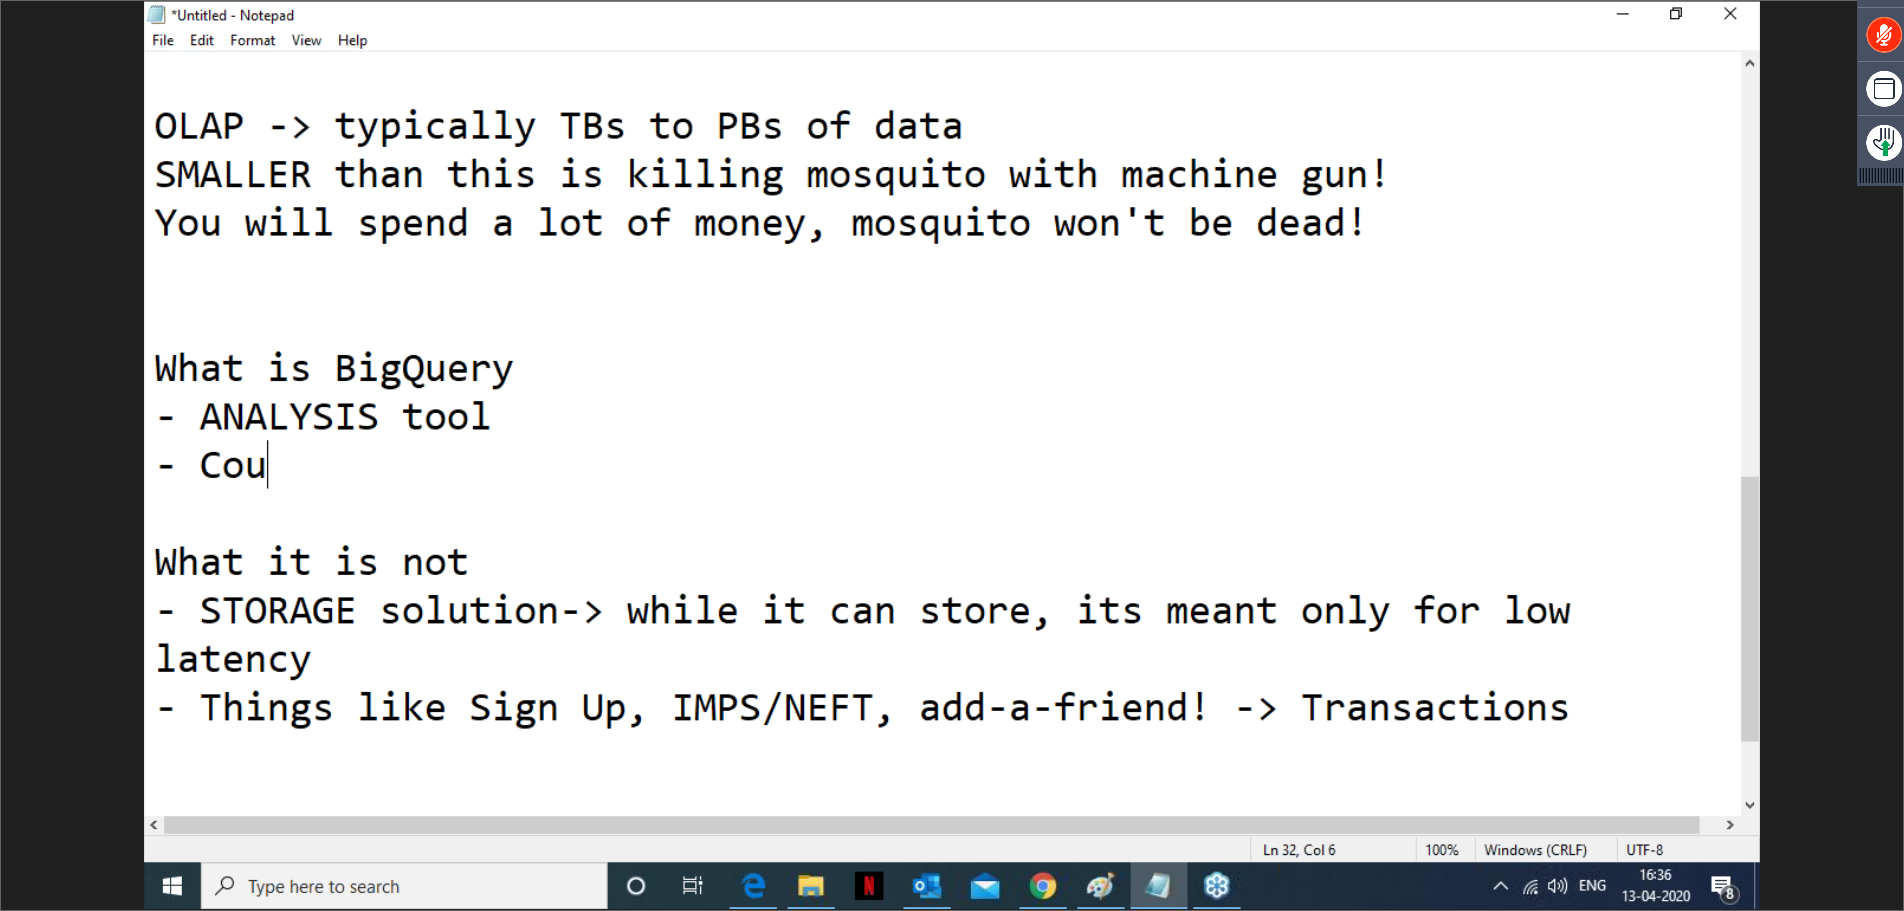 *Untitled - Notepad
File Edit Format View Help
OLAP -> typically TBs to PBs of data
SMALLER than this is killing mosquito with machine gun!
You will spend a lot of money, mosquito won't be dead!
What is BigQuery
- ANALYSIS tool
- Cou
What it is not
- STORAGE solution-> while it can store, its meant only for low
latency
- Things like Sign Up, IMPS/NEFT, add-a-friend! -> Transactions
Ln 32, Col 6 100% Windows (CRLF) UTF-8
Type here to search
N
ENG
16:36
13-04-2020
8